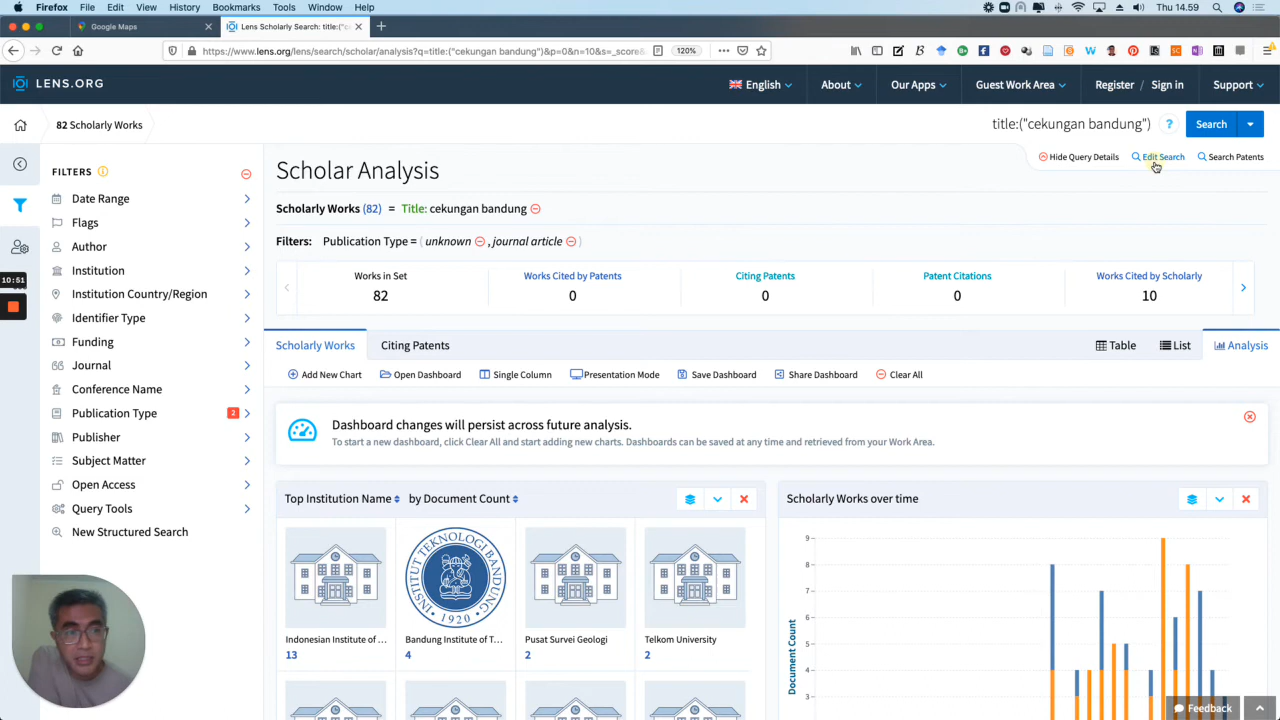 Firefox File Edit View History Bookmarks Tools Window Help
Thu 14.59
Google Maps
Lens Scholarly Search: title:("c
https://www.lens.org/lens/search/scholar/analysis?q=title:("cekungan bandung")&p=0&n=10&s=_score&
120%
LENS.ORG
English
About
Our Apps
Guest Work Area
Register / Sign in
Support
82 Scholarly Works
title:("cekungan bandung")
?
Search
Hide Query Details
Edit Search
Search Patents
FILTERS
Date Range
Flags
Author
Institution
Institution Country/Region
Identifier Type
Funding
Journal
Conference Name
Publication Type 2
Publisher
Subject Matter
Open Access
Query Tools
New Structured Search
10:51
Scholar Analysis
Scholarly Works (82) = Title: cekungan bandung
Filters: Publication Type = ( unknown , journal article )
Works in Set
82
Works Cited by Patents
0
Citing Patents
0
Patent Citations
0
Works Cited by Scholarly
10
Scholarly Works
Citing Patents
Table
List
Analysis
Add New Chart
Open Dashboard
Single Column
Presentation Mode
Save Dashboard
Share Dashboard
Clear All
Dashboard changes will persist across future analysis.
To start a new dashboard, click Clear All and start adding new charts. Dashboards can be saved at any time and retrieved from your Work Area.
Top Institution Name by Document Count
INSTITUT TEKNOLOGI BANDUNG
1920
Indonesian Institute of ...
13
Bandung Institute of T...
4
Pusat Survei Geologi
2
Telkom University
2
Scholarly Works over time
Document Count
9
8
7
6
5
4
3
Feedback